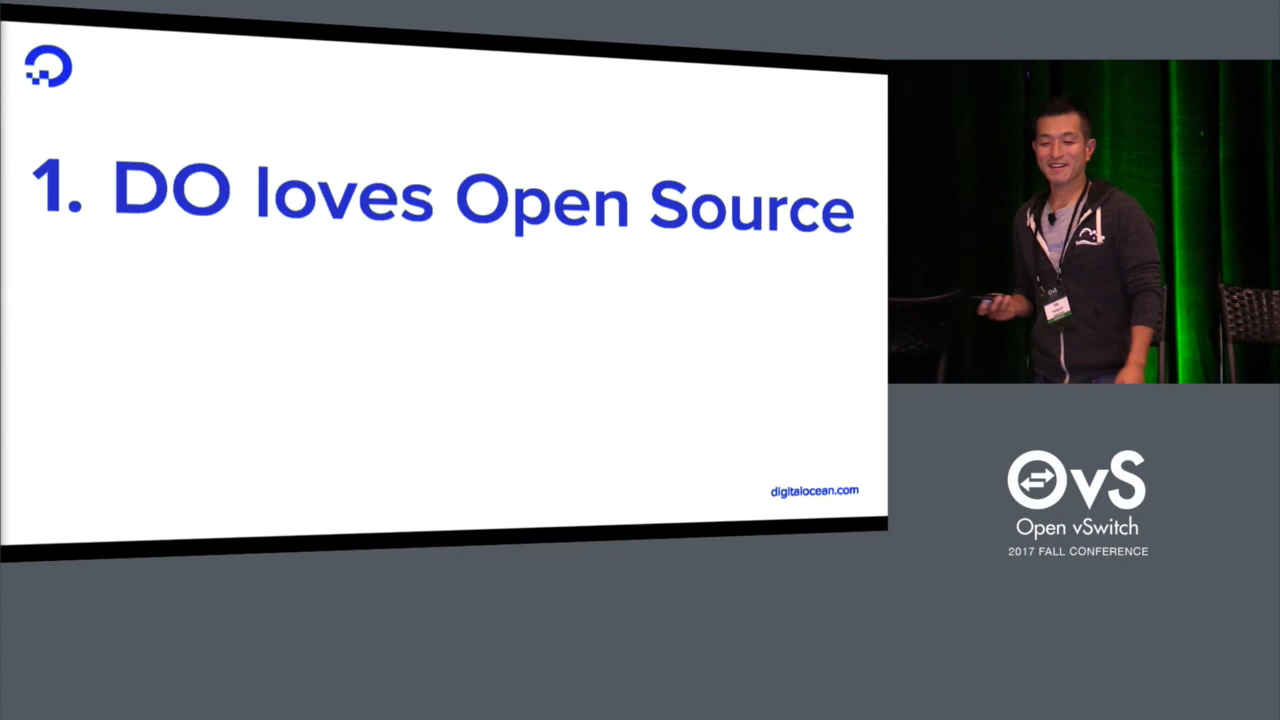 1. DO loves Open Source
digitalocean.com
OvS
Open vSwitch
2017 FALL CONFERENCE